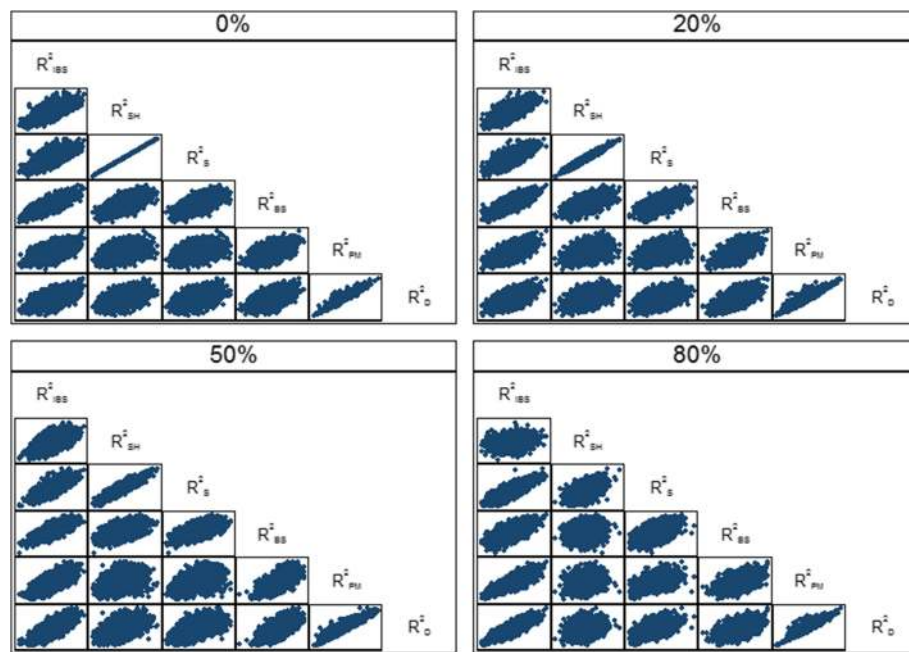 0%
R²IBS
R²SH
R²S
R²BS
R²PM
R²D
20%
R²IBS
R²SH
R²S
R²BS
R²PM
R²D
50%
R²IBS
R²SH
R²S
R²BS
R²PM
R²D
80%
R²IBS
R²SH
R²S
R²BS
R²PM
R²D